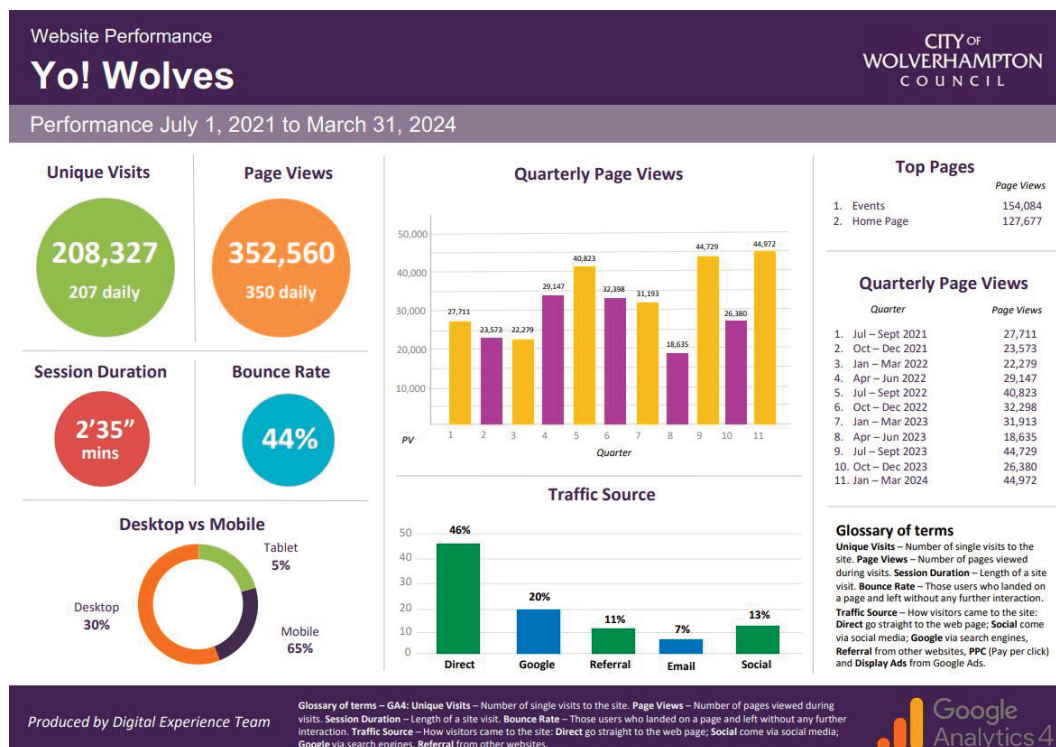 Website Performance
Yo! Wolves
CITY OF
WOLVERHAMPTON
COUNCIL
Performance July 1, 2021 to March 31, 2024
Unique Visits
208,327
207 daily
Page Views
352,560
350 daily
Session Duration
2'35"
mins
Bounce Rate
44%
Desktop vs Mobile
Tablet
5%
Desktop
30%
Mobile
65%
Quarterly Page Views
50,000
40,000
30,000
20,000
10,000
27,711
23,573
22,279
29,147
40,823
32,398
31,193
18,635
44,729
26,380
44,972
PV
1 2 3 4 5 6 7 8 9 10 11
Quarter
Traffic Source
50
40
30
20
10
0
46%
20%
11%
7%
13%
Direct Google Referral Email Social
Top Pages
Page Views
1. Events 154,084
2. Home Page 127,677
Quarterly Page Views
Quarter Page Views
1. Jul – Sept 2021 27,711
2. Oct – Dec 2021 23,573
3. Jan – Mar 2022 22,279
4. Apr – Jun 2022 29,147
5. Jul – Sept 2022 40,823
6. Oct – Dec 2022 32,298
7. Jan – Mar 2023 31,913
8. Apr – Jun 2023 18,635
9. Jul – Sept 2023 44,729
10. Oct – Dec 2023 26,380
11. Jan – Mar 2024 44,972
Glossary of terms
Unique Visits – Number of single visits to the
site. Page Views – Number of pages viewed
during visits. Session Duration – Length of a site
visit. Bounce Rate – Those users who landed on
a page and left without any further interaction.
Traffic Source – How visitors came to the site:
Direct go straight to the web page; Social come
via social media; Google via search engines,
Referral from other websites, PPC (Pay per click)
and Display Ads from Google Ads.
Produced by Digital Experience Team
Glossary of terms – GA4: Unique Visits – Number of single visits to the site. Page Views – Number of pages viewed during
visits. Session Duration – Length of a site visit. Bounce Rate – Those users who landed on a page and left without any further
interaction. Traffic Source – How visitors came to the site: Direct go straight to the web page; Social come via social media;
Google via search engines, Referral from other websites.
Google
Analytics 4